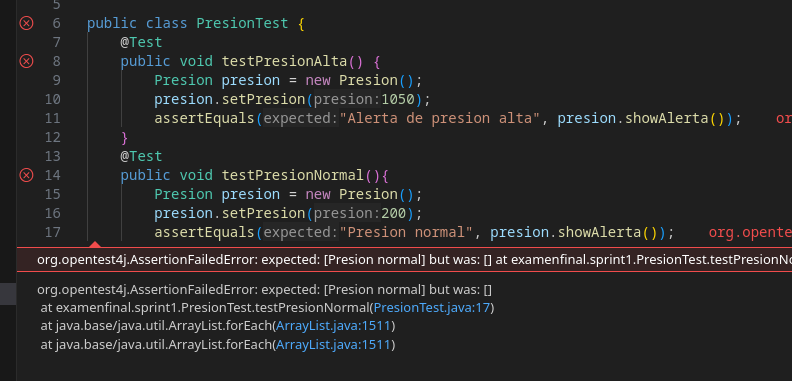 5
6 public class PresionTest {
7 @Test
8 public void testPresionAlta() {
9 Presion presion = new Presion();
10 presion.setPresion(presion:1050);
11 assertEquals(expected:"Alerta de presion alta", presion.showAlerta()); or
12 }
13 @Test
14 public void testPresionNormal(){
15 Presion presion = new Presion();
16 presion.setPresion(presion:200);
17 assertEquals(expected:"Presion normal", presion.showAlerta()); org.opente
org.opentest4j.AssertionFailedError: expected: [Presion normal] but was: [] at examenfinal.sprint1.PresionTest.testPresionNo
org.opentest4j.AssertionFailedError: expected: [Presion normal] but was: []
at examenfinal.sprint1.PresionTest.testPresionNormal(PresionTest.java:17)
at java.base/java.util.ArrayList.forEach(ArrayList.java:1511)
at java.base/java.util.ArrayList.forEach(ArrayList.java:1511)